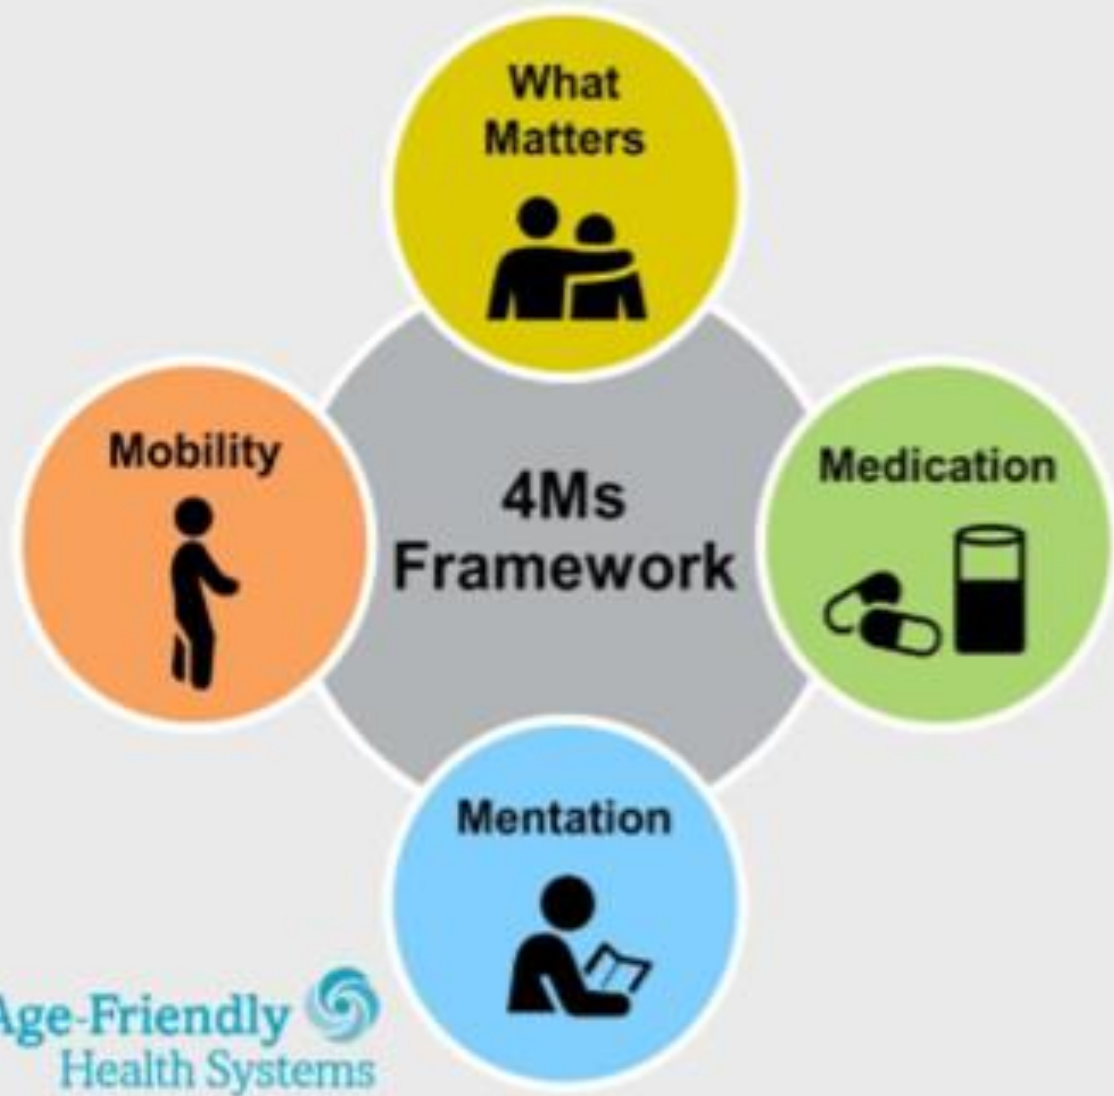 What
Matters
Mobility
4Ms
Framework
Medication
Mentation
Age-Friendly
Health Systems